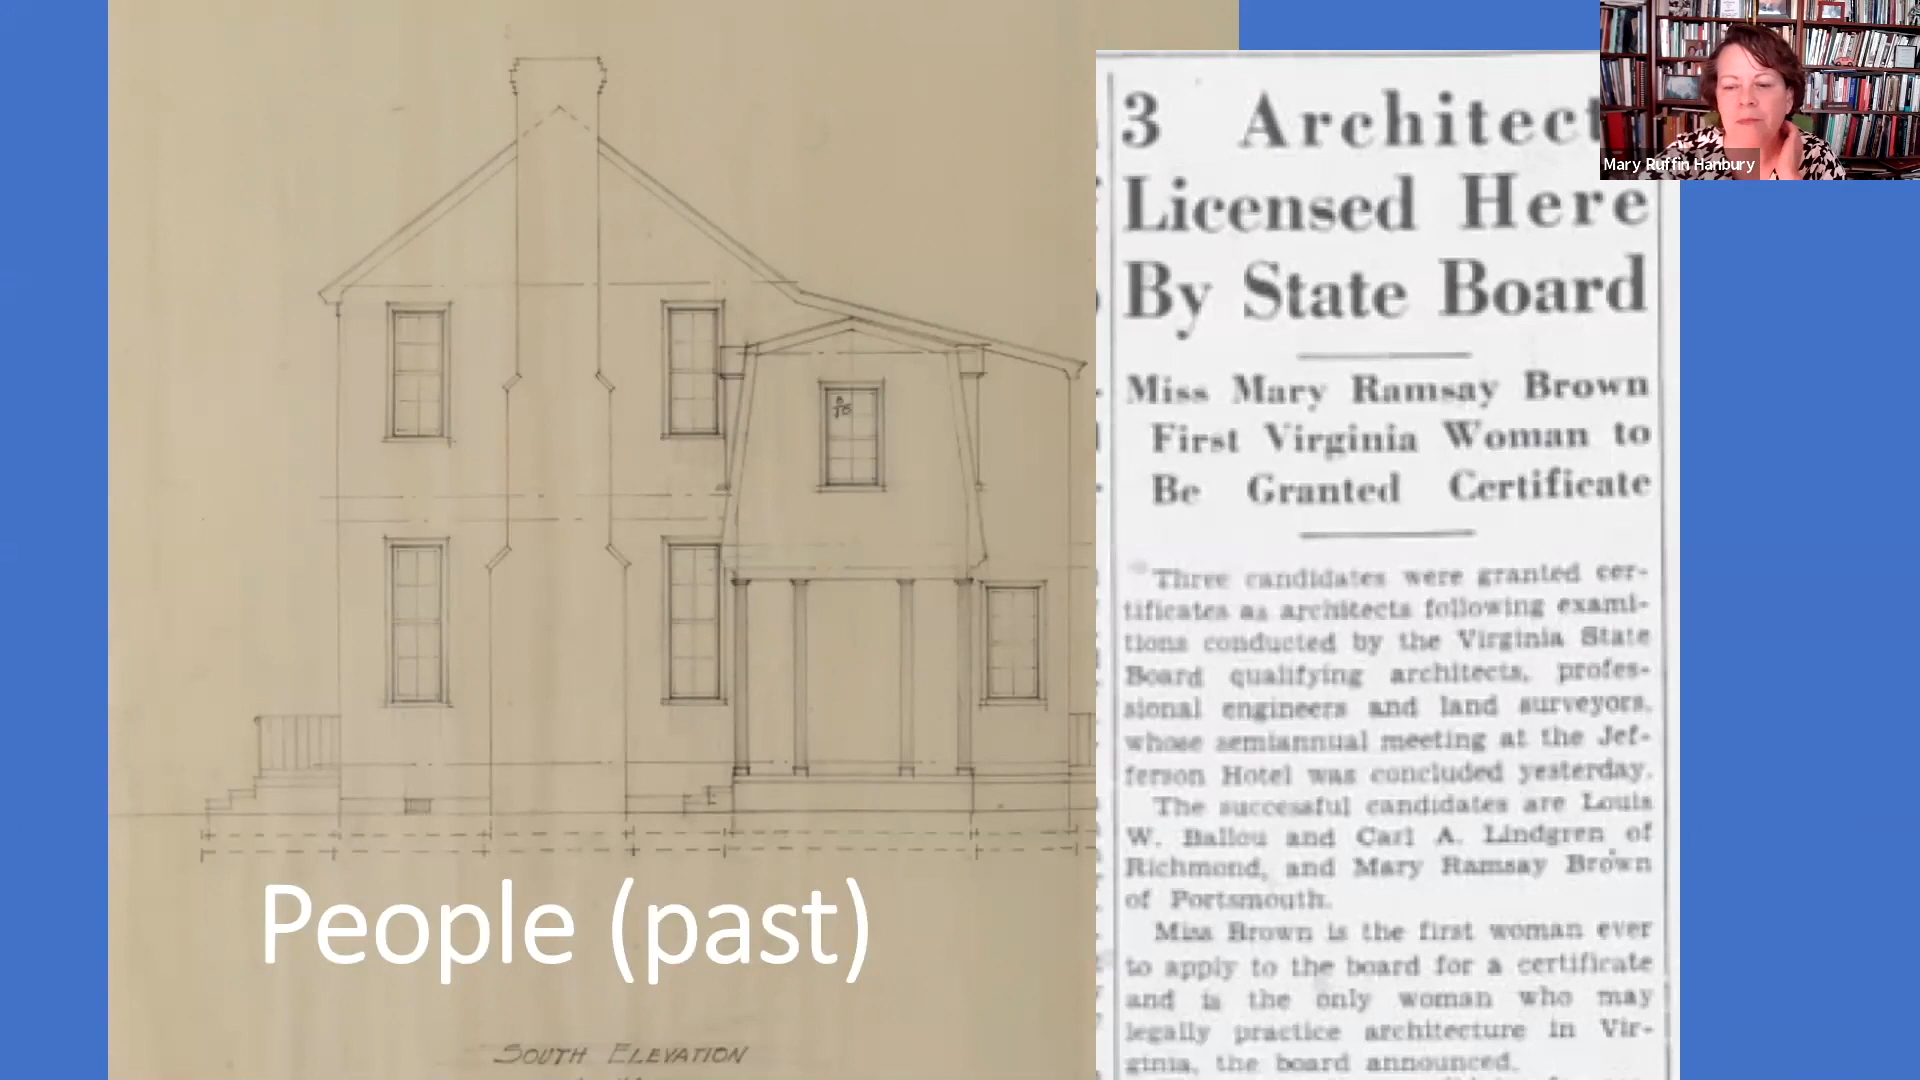 3 Architect
Licensed Here
By State Board
Miss Mary Ramsay Brown
First Virginia Woman to
Be Granted Certificate
Three candidates were granted cer-
tificates as architects following exami-
tions conducted by the Virginia State
Board qualifying architects, profes-
sional engineers and land surveyors,
whose semiannual meeting at the Jef-
ferson Hotel was concluded yesterday.
The successful candidates are Louis
W. Ballou and Carl A. Lindgren of
Richmond, and Mary Ramsay Brown
of Portsmouth.
Miss Brown is the first woman ever
to apply to the board for a certificate
and is the only woman who may
legally practice architecture in Vir-
ginia, the board announced.
People (past)
SOUTH ELEVATION
Mary Ruffin Hanbury